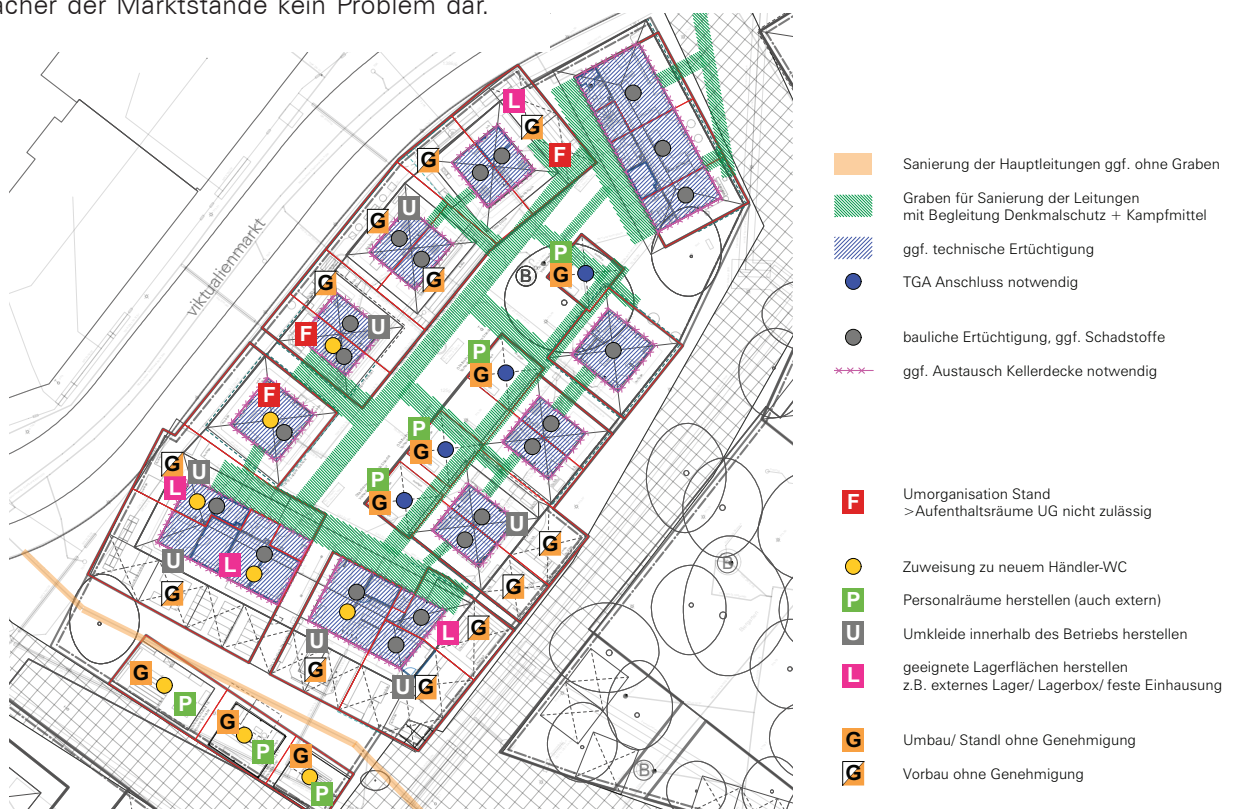 ächer der Marktstände kein Problem dar.
L
G
F
G
U
G
G
P
G
B
G
F
U
P
G
F
P
G
P
G
G
U
L
U
L
G
U
G
G
G
L
U
G
U
G
G
P
G
P
G
P
viktualienmarkt
B
B
Sanierung der Hauptleitungen ggf. ohne Graben
Graben für Sanierung der Leitungen
mit Begleitung Denkmalschutz + Kampfmittel
ggf. technische Ertüchtigung
TGA Anschluss notwendig
bauliche Ertüchtigung, ggf. Schadstoffe
ggf. Austausch Kellerdecke notwendig
F Umorganisation Stand
>Aufenthaltsräume UG nicht zulässig
Zuweisung zu neuem Händler-WC
P Personalräume herstellen (auch extern)
U Umkleide innerhalb des Betriebs herstellen
L geeignete Lagerflächen herstellen
z.B. externes Lager/ Lagerbox/ feste Einhausung
G Umbau/ Standl ohne Genehmigung
G Vorbau ohne Genehmigung